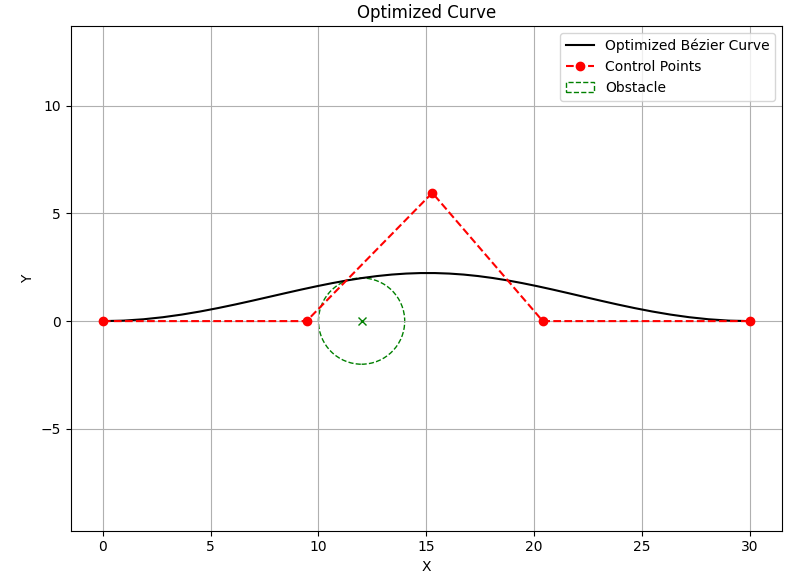 Optimized Curve
Optimized Bézier Curve
Control Points
Obstacle
Y
10
5
0
−5
0 5 10 15 20 25 30
X